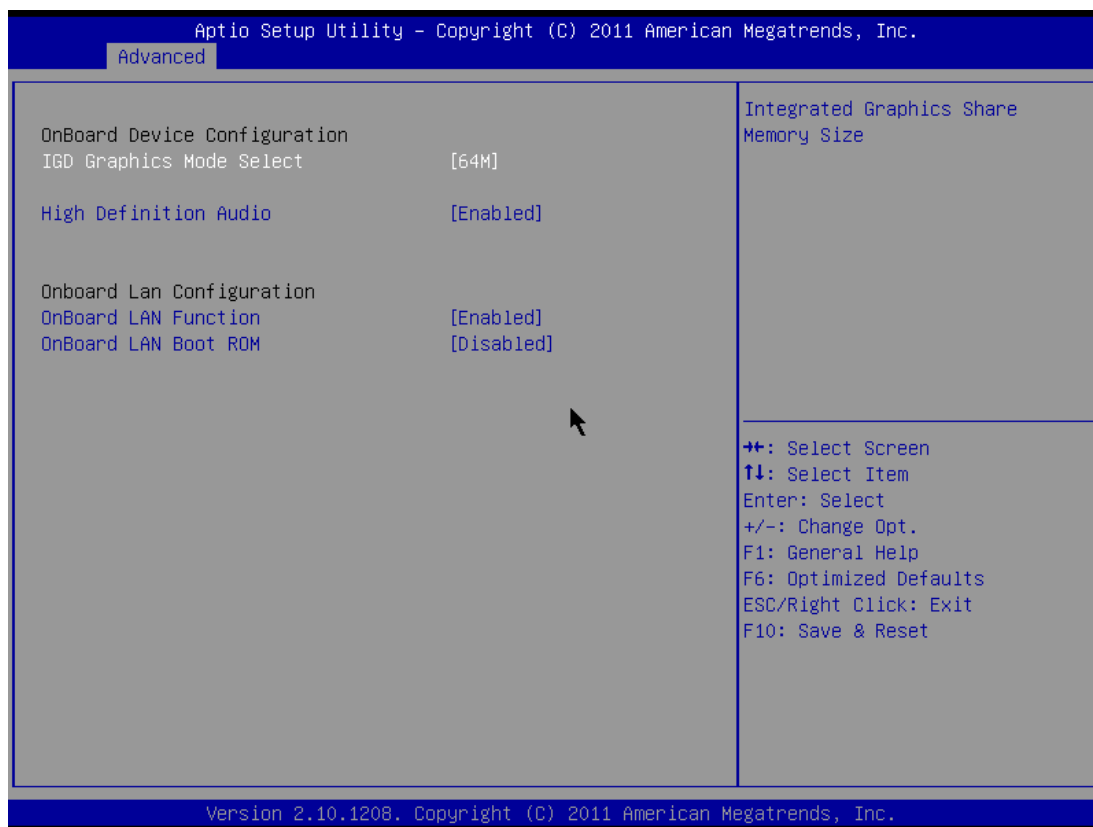 Aptio Setup Utility – Copyright (C) 2011 American Megatrends, Inc.
Advanced
OnBoard Device Configuration
IGD Graphics Mode Select [64M]
High Definition Audio [Enabled]
Onboard Lan Configuration
OnBoard LAN Function [Enabled]
OnBoard LAN Boot ROM [Disabled]
Integrated Graphics Share
Memory Size
→←: Select Screen
↑↓: Select Item
Enter: Select
+/-: Change Opt.
F1: General Help
F6: Optimized Defaults
ESC/Right Click: Exit
F10: Save & Reset
Version 2.10.1208. Copyright (C) 2011 American Megatrends, Inc.